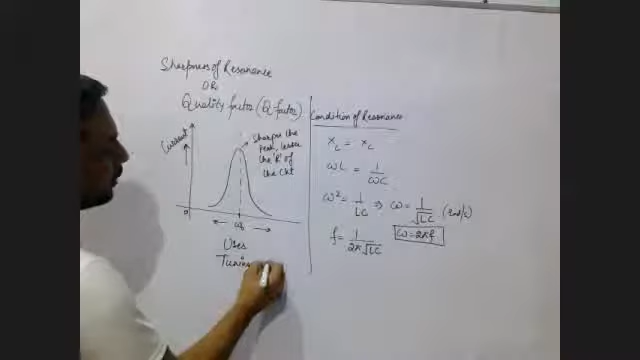 Sharpness of Resonance
OR
Quality factor (Q-factor)
Current
Sharper the
peak, lesser
the 'R' of
the Ckt
0
ω₀
Uses
Tuning
Condition of Resonance
X_L = X_C
ωL = 1/ωC
ω² = 1/LC ⇒ ω = 1/√LC (rad/s)
f = 1/2π√LC
ω = 2πf